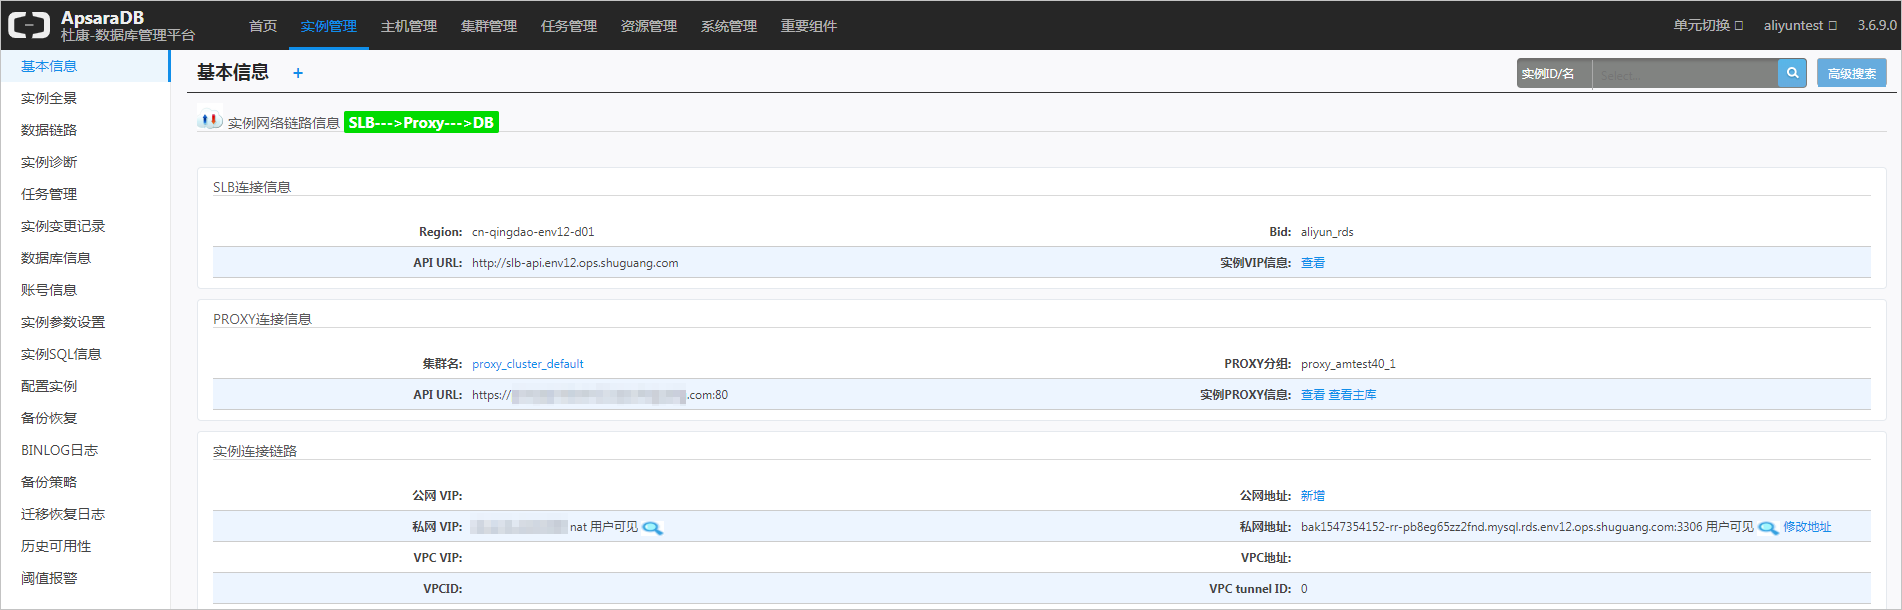 ApsaraDB
杜康-数据库管理平台
首页 实例管理 主机管理 集群管理 任务管理 资源管理 系统管理 重要组件
单元切换 aliyuntest 3.6.9.0
基本信息
实例全景
数据链路
实例诊断
任务管理
实例变更记录
数据库信息
账号信息
实例参数设置
实例SQL信息
配置实例
备份恢复
BINLOG日志
备份策略
迁移恢复日志
历史可用性
阈值报警
基本信息 +
实例ID/名 Select... 高级搜索
实例网络链路信息 SLB--->Proxy--->DB
SLB连接信息
Region: cn-qingdao-env12-d01 Bid: aliyun_rds
API URL: http://slb-api.env12.ops.shuguang.com 实例VIP信息: 查看
PROXY连接信息
集群名: proxy_cluster_default PROXY分组: proxy_amtest40_1
API URL: https:// .com:80 实例PROXY信息: 查看 查看主库
实例连接链路
公网 VIP: 公网地址: 新增
私网 VIP: nat 用户可见 私网地址: bak1547354152-rr-pb8eg65zz2fnd.mysql.rds.env12.ops.shuguang.com:3306 用户可见 修改地址
VPC VIP: VPC地址:
VPCID: VPC tunnel ID: 0